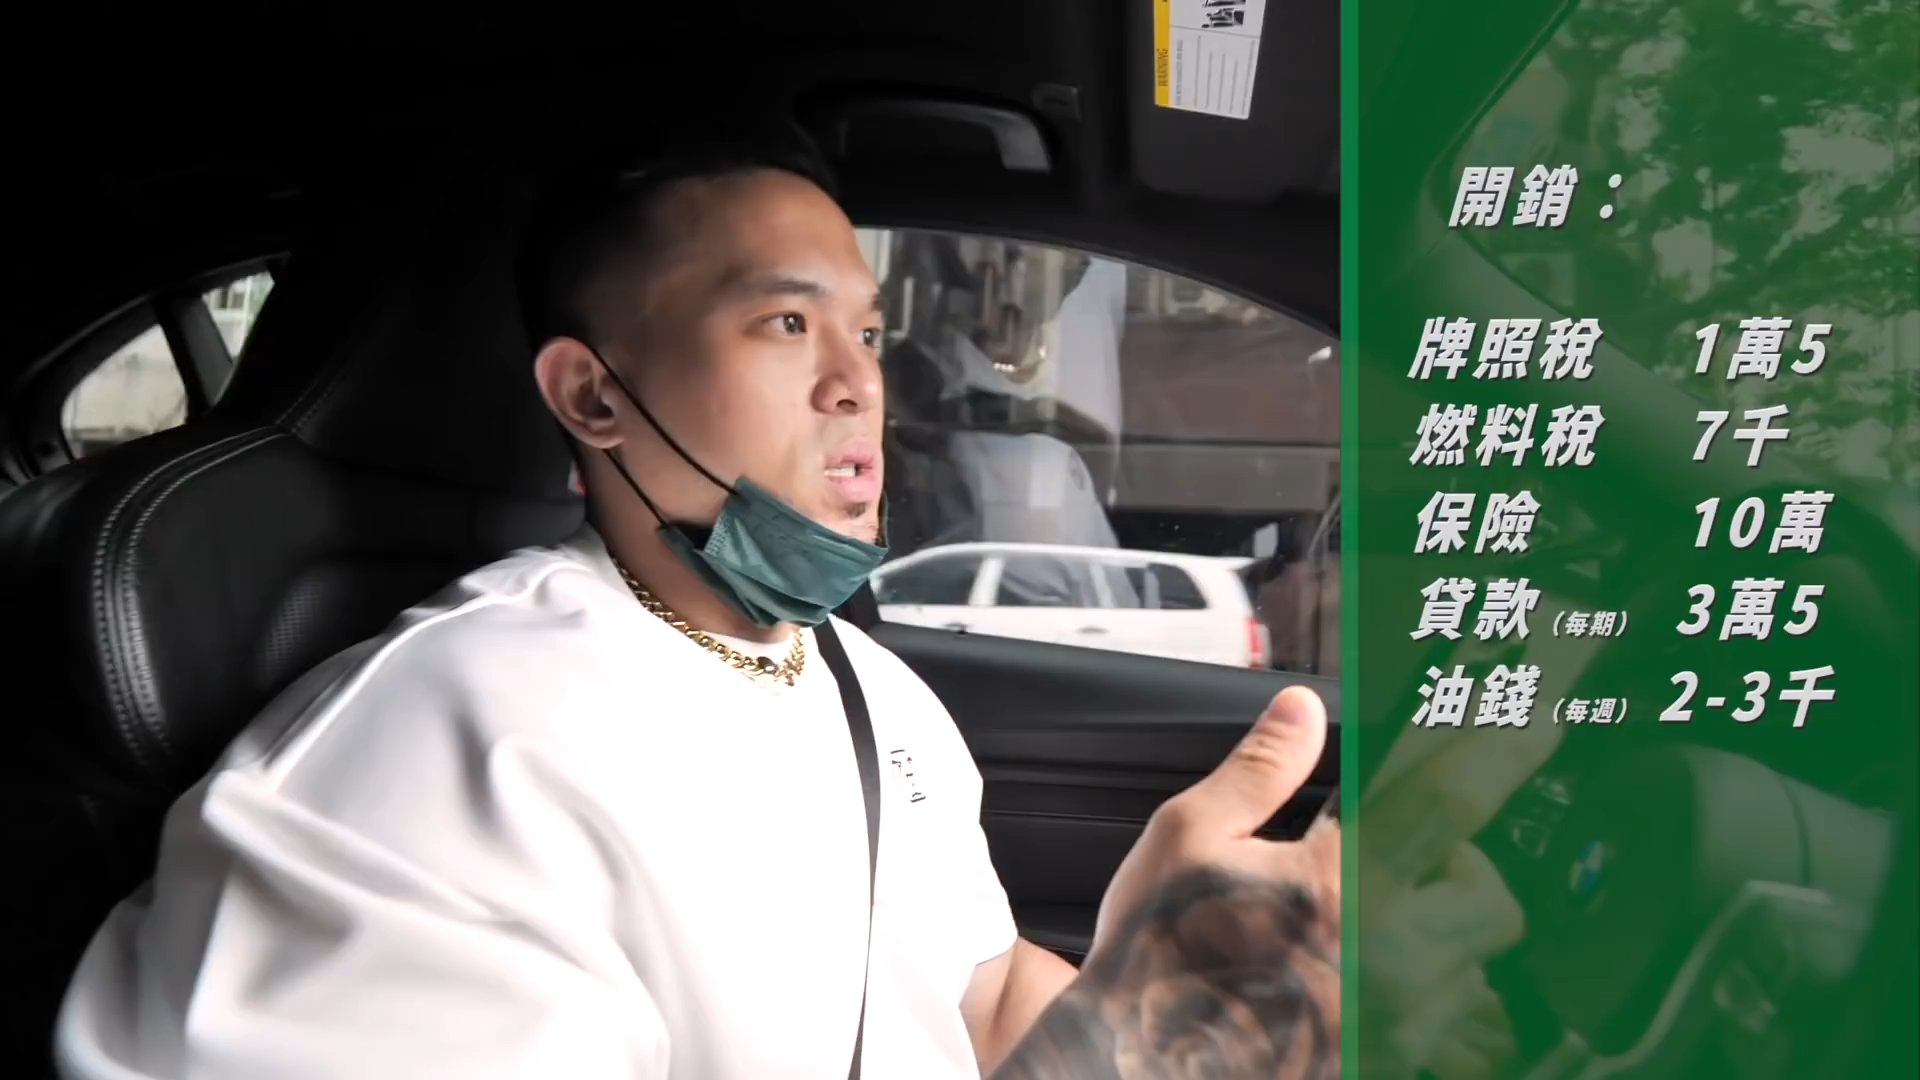 WARNING
開銷：
牌照稅 1萬5
燃料稅 7千
保險 10萬
貸款（每期） 3萬5
油錢（每週） 2-3千